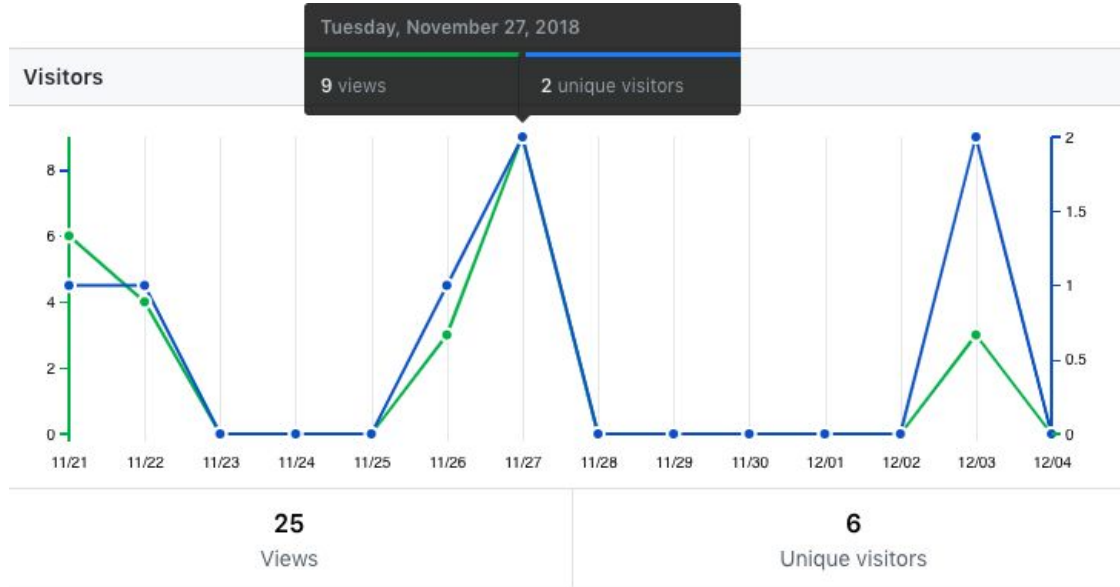 Tuesday, November 27, 2018
9 views 2 unique visitors
Visitors
8
6
4
2
0
2
1.5
1
0.5
0
11/21 11/22 11/23 11/24 11/25 11/26 11/27 11/28 11/29 11/30 12/01 12/02 12/03 12/04
25 6
Views Unique visitors